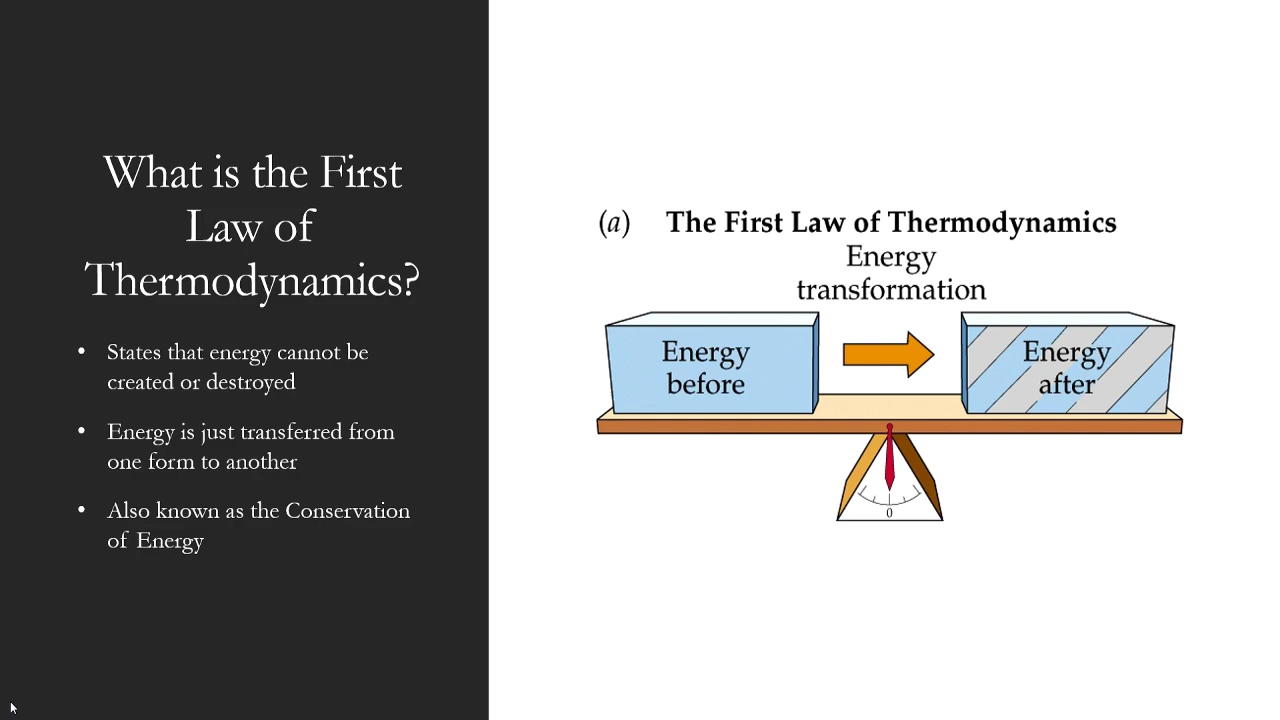 What is the First
Law of
Thermodynamics?
• States that energy cannot be
created or destroyed
• Energy is just transferred from
one form to another
• Also known as the Conservation
of Energy
(a) The First Law of Thermodynamics
Energy
transformation
Energy
before
Energy
after
0